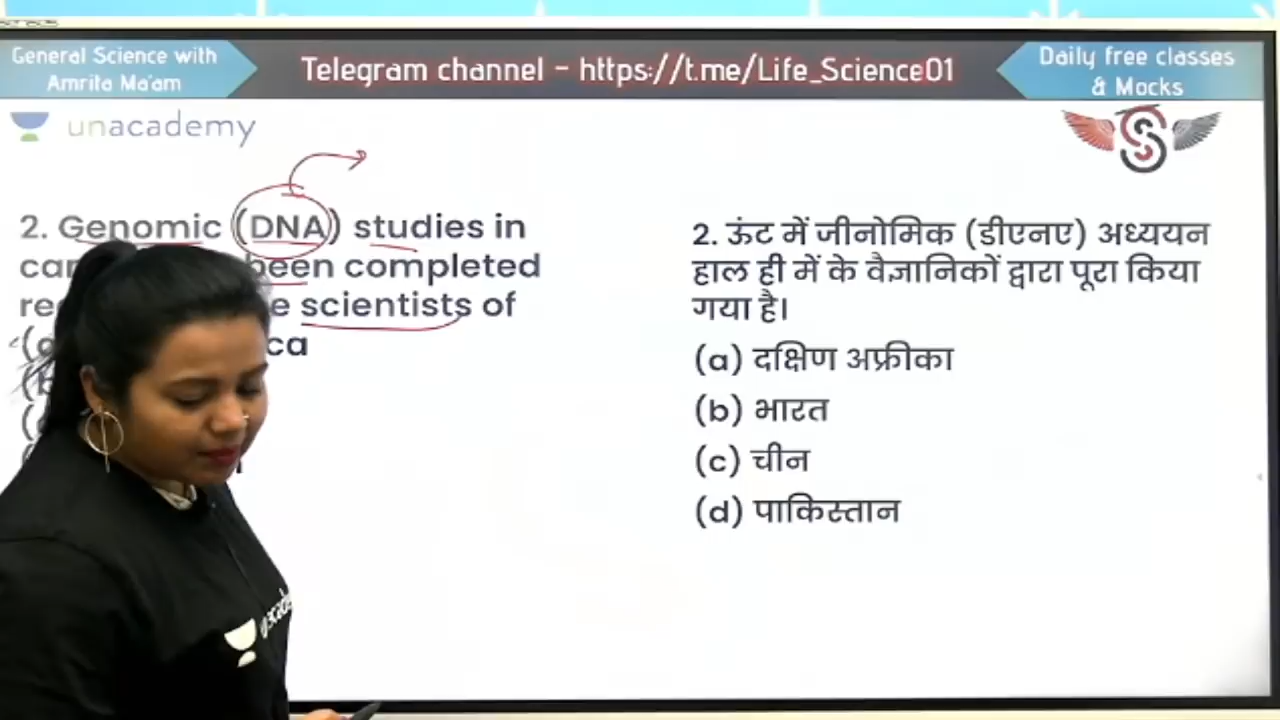 General Science with
Amrita Ma'am
Telegram channel - https://t.me/Life_Science01
Daily free classes
& Mocks
unacademy
2. Genomic (DNA) studies in
been completed
scientists of
2. ऊंट में जीनोमिक (डीएनए) अध्ययन
हाल ही में के वैज्ञानिकों द्वारा पूरा किया
गया है।
(a) दक्षिण अफ्रीका
(b) भारत
(c) चीन
(d) पाकिस्तान
unacademy